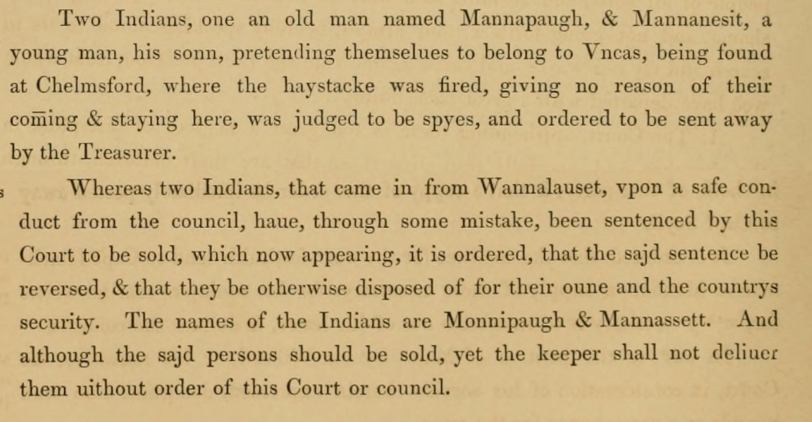 Two Indians, one an old man named Mannapaugh, & Mannanesit, a
young man, his sonn, pretending themselues to belong to Vncas, being found
at Chelmsford, where the haystacke was fired, giving no reason of their
com̄ing & staying here, was judged to be spyes, and ordered to be sent away
by the Treasurer.
s Whereas two Indians, that came in from Wannalauset, vpon a safe con-
duct from the council, haue, through some mistake, been sentenced by this
Court to be sold, which now appearing, it is ordered, that the sajd sentence be
reversed, & that they be otherwise disposed of for their oune and the countrys
security. The names of the Indians are Monnipaugh & Mannassett. And
although the sajd persons should be sold, yet the keeper shall not deliuer
them uithout order of this Court or council.